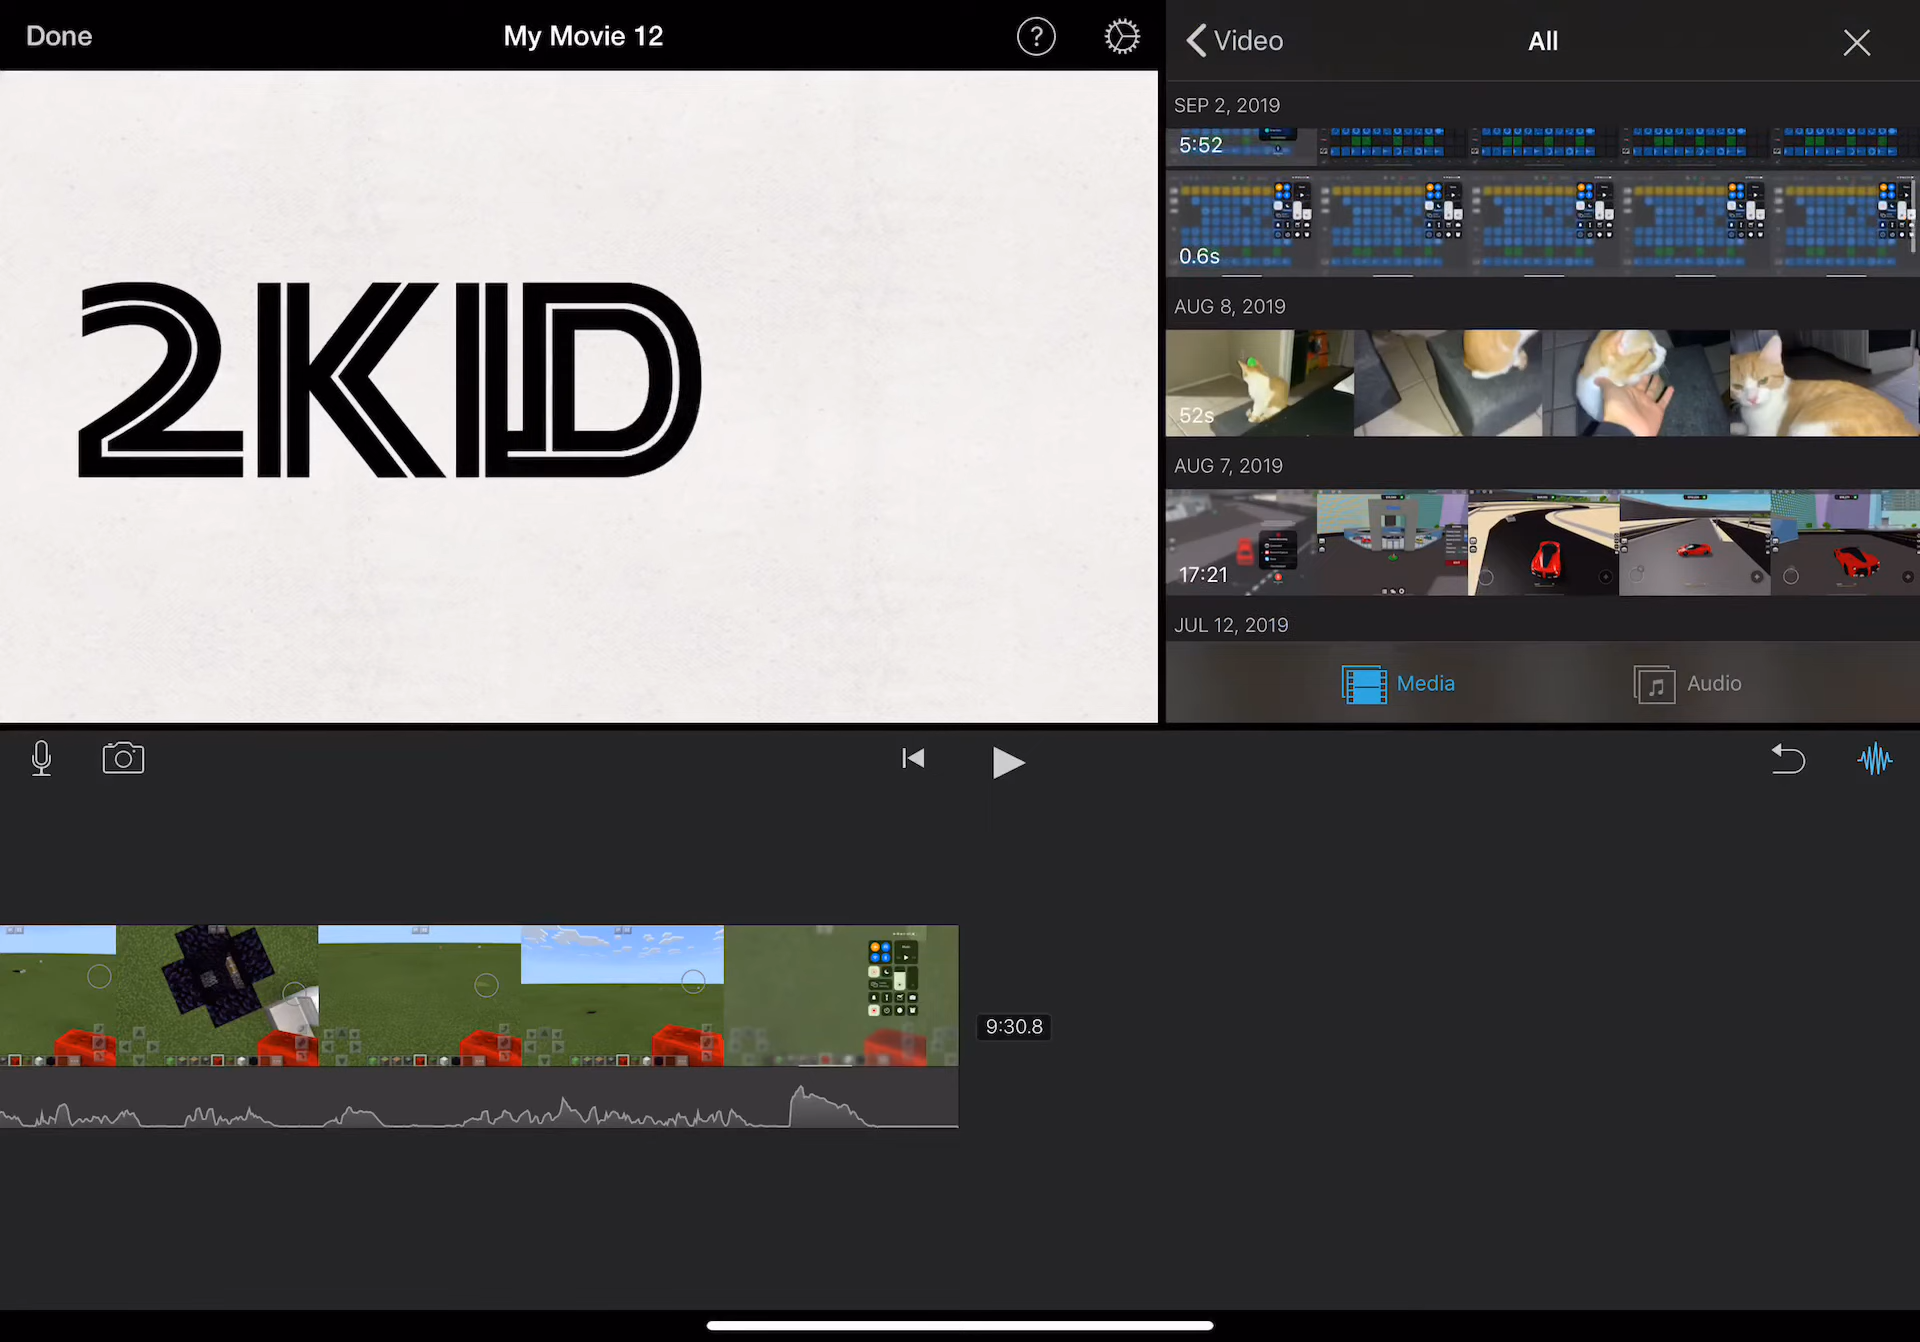 Done
My Movie 12
?
Video
All
SEP 2, 2019
5:52
0.6s
AUG 8, 2019
52s
AUG 7, 2019
17:21
JUL 12, 2019
Media
Audio
2KID
9:30.8